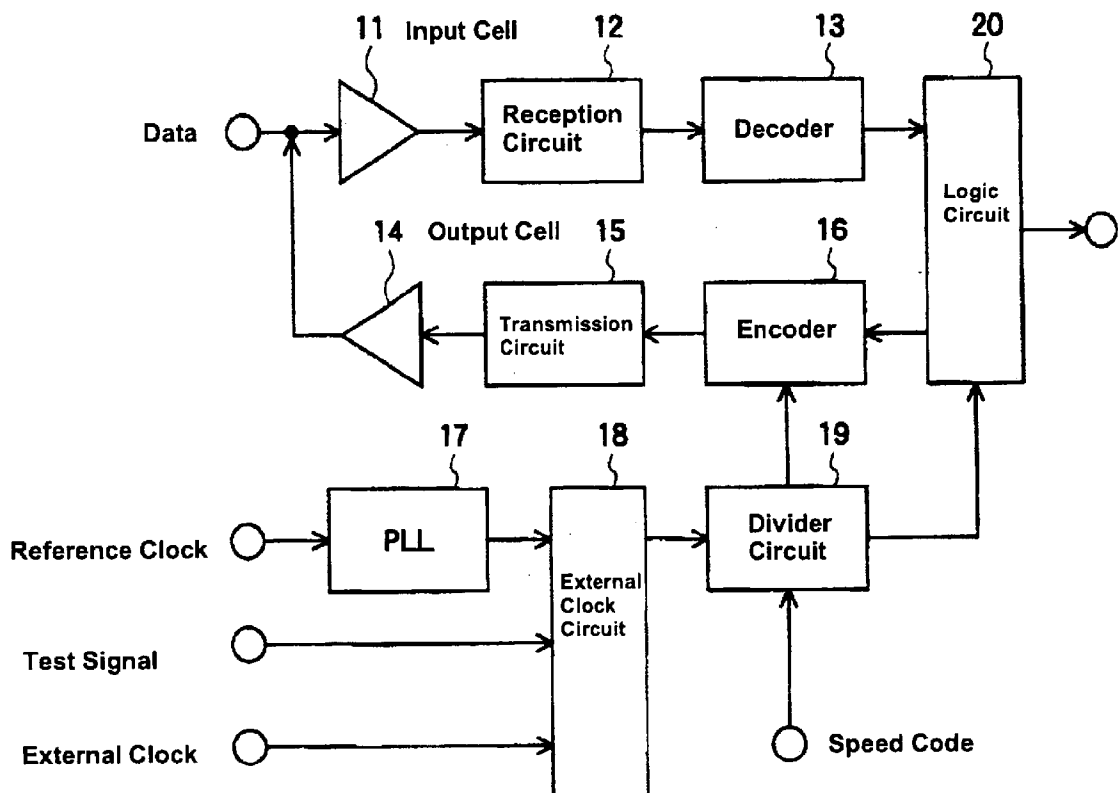 11 Input Cell
12
13
20
Data
Reception
Circuit
Decoder
Logic
Circuit
14 Output Cell
15
16
Transmission
Circuit
Encoder
17
18
19
Reference Clock
PLL
External
Clock
Circuit
Divider
Circuit
Test Signal
External Clock
Speed Code